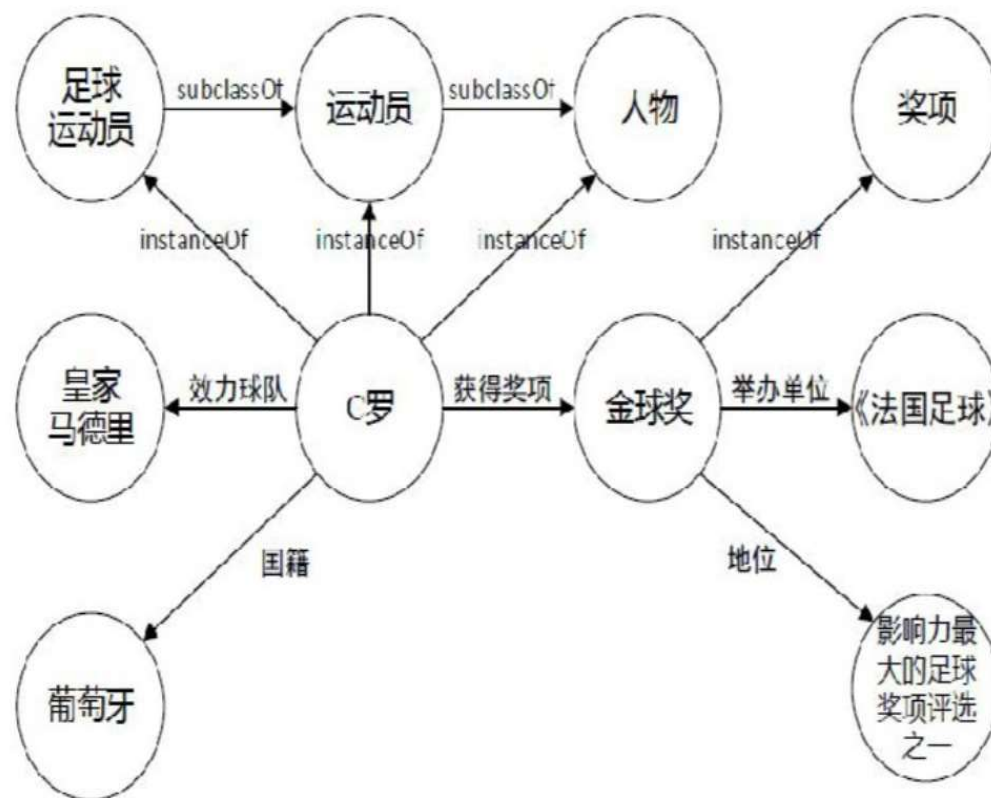 足球
运动员
subclassOf
运动员
subclassOf
人物
奖项
instanceOf
instanceOf
instanceOf
instanceOf
皇家
马德里
效力球队
C罗
获得奖项
金球奖
举办单位
《法国足球》
国籍
地位
葡萄牙
影响力最
大的足球
奖项评选
之一